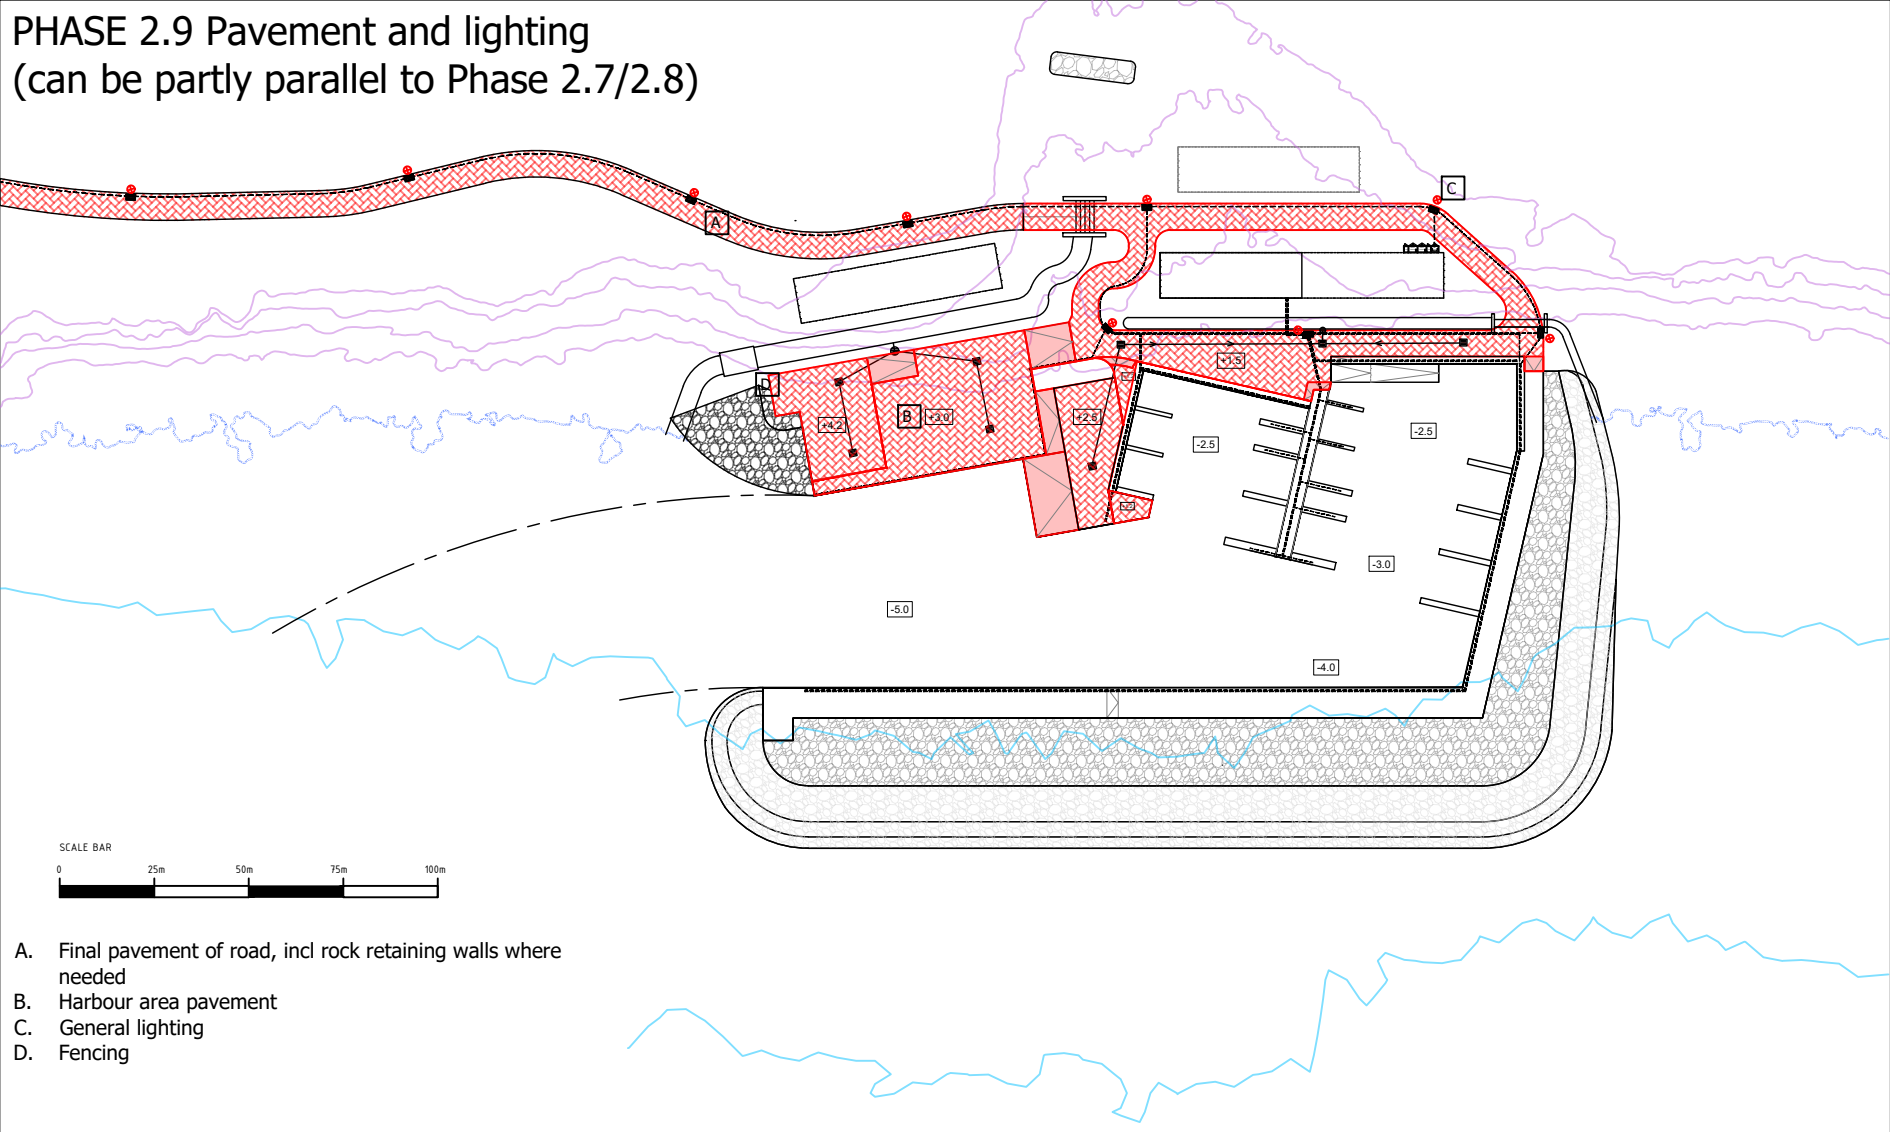 PHASE 2.9 Pavement and lighting
(can be partly parallel to Phase 2.7/2.8)
C
A
D
+1.5
B
+3.0
+4.2
+2.5
-2.5
-2.5
-3.0
-5.0
-4.0
SCALE BAR
0 25m 50m 75m 100m
A. Final pavement of road, incl rock retaining walls where
needed
B. Harbour area pavement
C. General lighting
D. Fencing